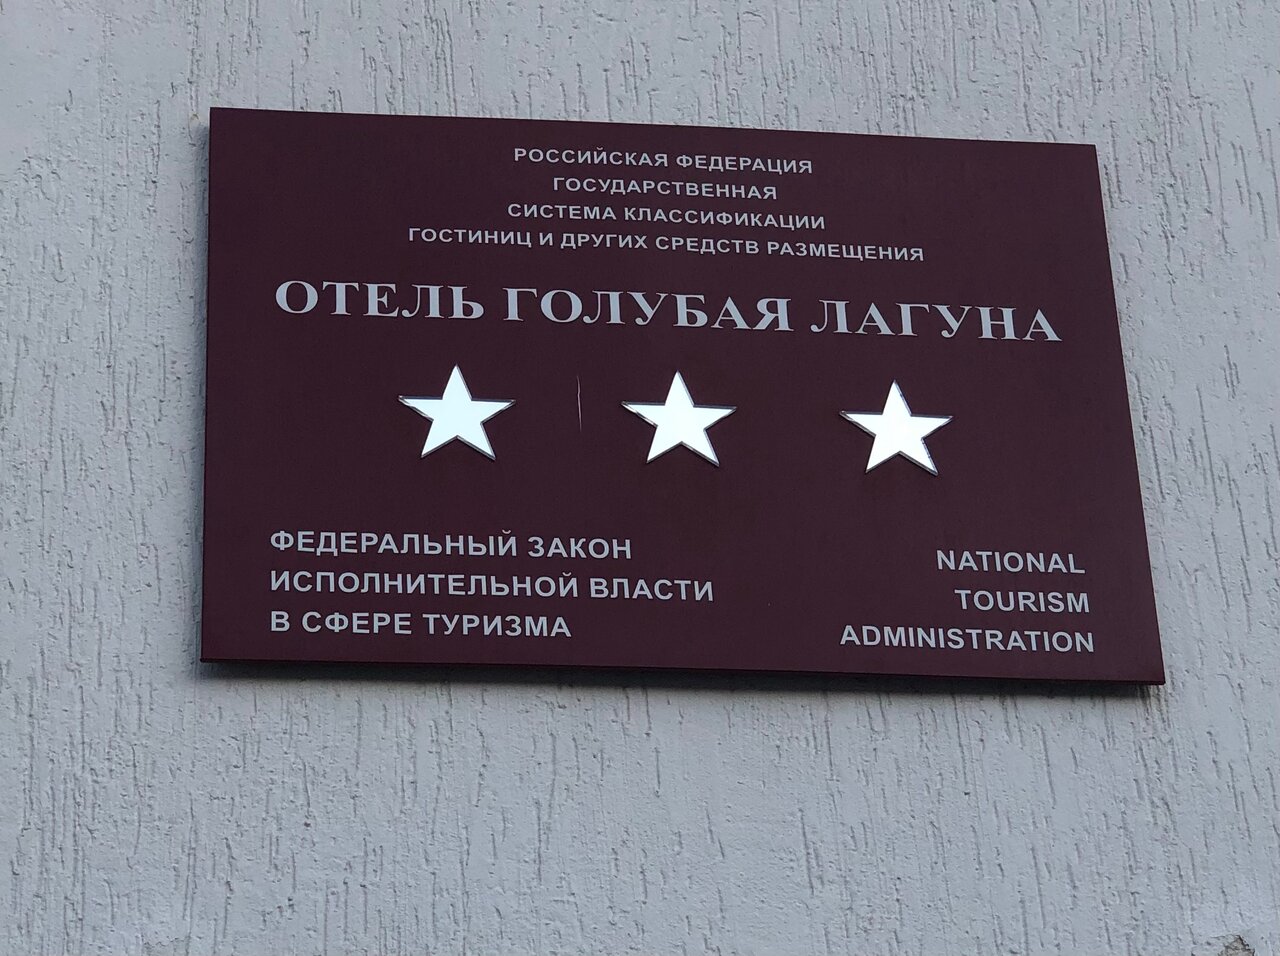 РОССИЙСКАЯ ФЕДЕРАЦИЯ
ГОСУДАРСТВЕННАЯ
СИСТЕМА КЛАССИФИКАЦИИ
ГОСТИНИЦ И ДРУГИХ СРЕДСТВ РАЗМЕЩЕНИЯ
ОТЕЛЬ ГОЛУБАЯ ЛАГУНА
ФЕДЕРАЛЬНЫЙ ЗАКОН
ИСПОЛНИТЕЛЬНОЙ ВЛАСТИ
В СФЕРЕ ТУРИЗМА
NATIONAL
TOURISM
ADMINISTRATION